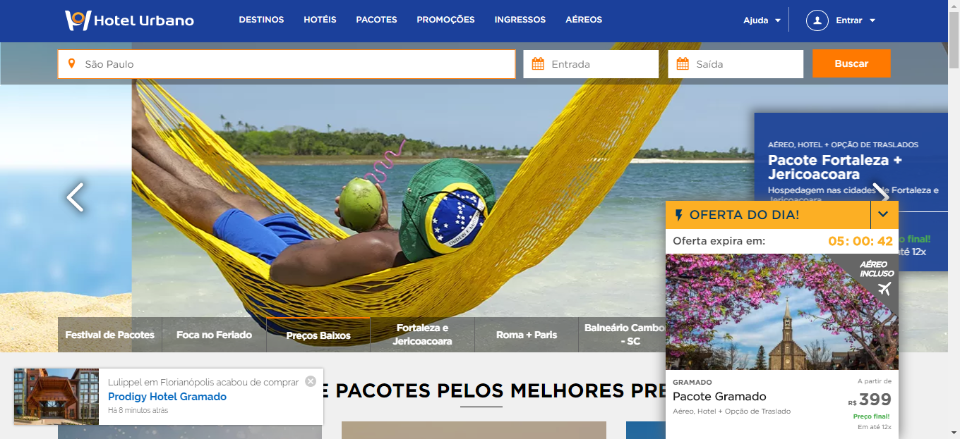 Hotel Urbano
DESTINOS HOTÉIS PACOTES PROMOÇÕES INGRESSOS AÉREOS
Ajuda
Entrar
São Paulo
Entrada
Saída
Buscar
AÉREO, HOTEL + OPÇÃO DE TRASLADOS
Pacote Fortaleza +
Jericoacoara
Hospedagem nas cidades de Fortaleza e
Jericoacoara
OFERTA DO DIA!
Oferta expira em:
05: 00: 42
final!
até 12x
AÉREO
INCLUSO
Festival de Pacotes
Foca no Feriado
Preços Baixos
Fortaleza e
Jericoacoara
Roma + Paris
Balneário Cambo
- SC
E PACOTES PELOS MELHORES PRE
Lulippel em Florianópolis acabou de comprar
Prodigy Hotel Gramado
Há 8 minutos atrás
GRAMADO
Pacote Gramado
Aéreo, Hotel + Opção de Traslado
A partir de
R$ 399
Preço final!
Em até 12x